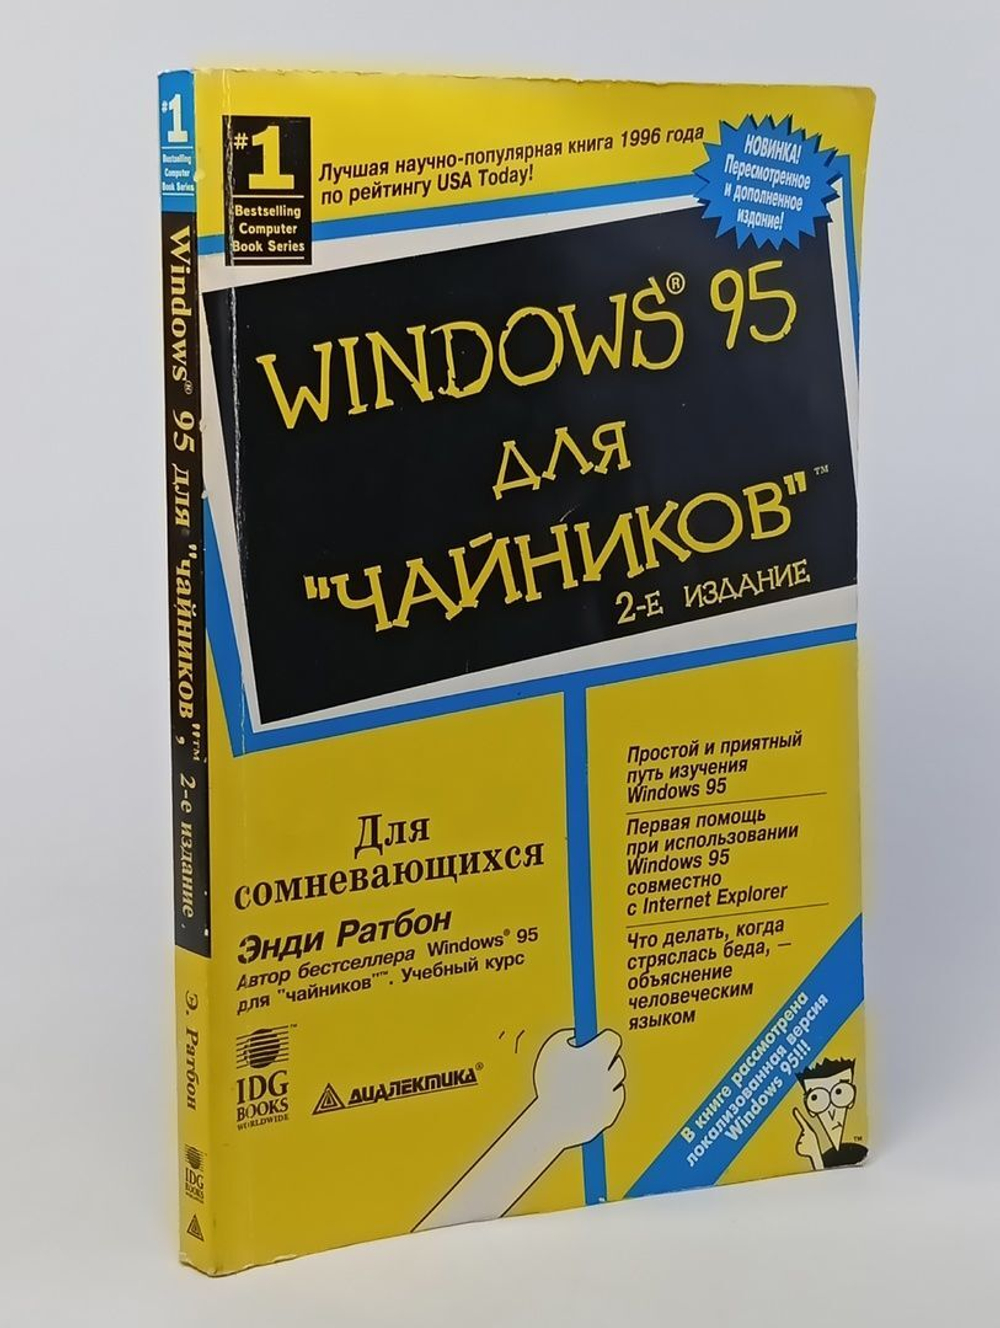 #1
Bestselling
Computer
Book Series
Windows® 95 для "чайников"™, 2-е издание.
Э. Ратбон
IDG
BOOKS
WORLDWIDE
#1
Bestselling
Computer
Book Series
Лучшая научно-популярная книга 1996 года
по рейтингу USA Today!
НОВИНКА!
Пересмотренное
и дополненное
издание!
WINDOWS® 95
ДЛЯ
"ЧАЙНИКОВ"™
2-Е ИЗДАНИЕ
Для
сомневающихся
Энди Ратбон
Автор бестселлера Windows® 95
для "чайников"™. Учебный курс
IDG
BOOKS
WORLDWIDE
™
ДИАЛЕКТИКА®
Простой и приятный
путь изучения
Windows 95
Первая помощь
при использовании
Windows 95
совместно
с Internet Explorer
Что делать, когда
стряслась беда, —
объяснение
человеческим
языком
В книге рассмотрена
локализованная версия
Windows 95!!!
™